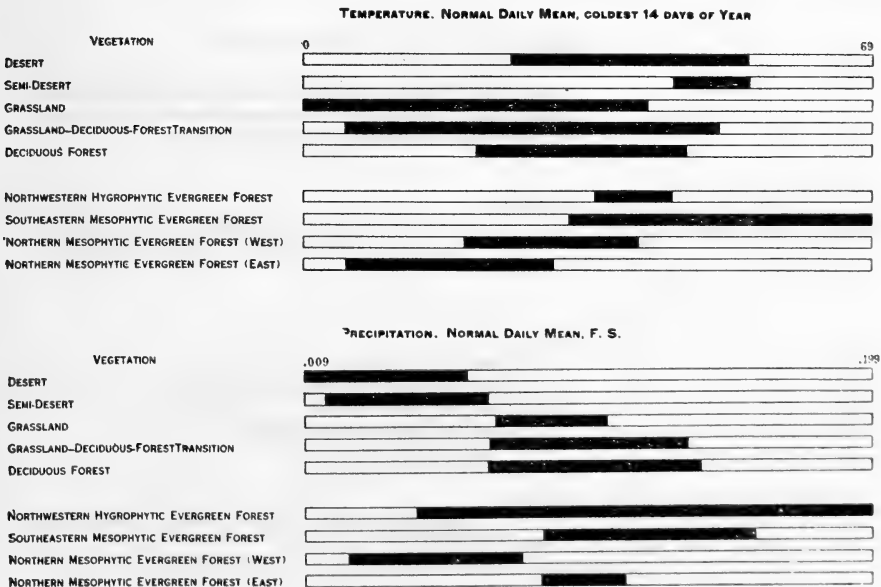 TEMPERATURE. NORMAL DAILY MEAN, COLDEST 14 DAYS OF YEAR
VEGETATION
0 69
DESERT
SEMI-DESERT
GRASSLAND
GRASSLAND-DECIDUOUS-FOREST TRANSITION
DECIDUOUS FOREST
NORTHWESTERN HYGROPHYTIC EVERGREEN FOREST
SOUTHEASTERN MESOPHYTIC EVERGREEN FOREST
NORTHERN MESOPHYTIC EVERGREEN FOREST (WEST)
NORTHERN MESOPHYTIC EVERGREEN FOREST (EAST)
PRECIPITATION. NORMAL DAILY MEAN, F. S.
VEGETATION
.009 .199
DESERT
SEMI-DESERT
GRASSLAND
GRASSLAND-DECIDUOUS-FOREST TRANSITION
DECIDUOUS FOREST
NORTHWESTERN HYGROPHYTIC EVERGREEN FOREST
SOUTHEASTERN MESOPHYTIC EVERGREEN FOREST
NORTHERN MESOPHYTIC EVERGREEN FOREST (WEST)
NORTHERN MESOPHYTIC EVERGREEN FOREST (EAST)